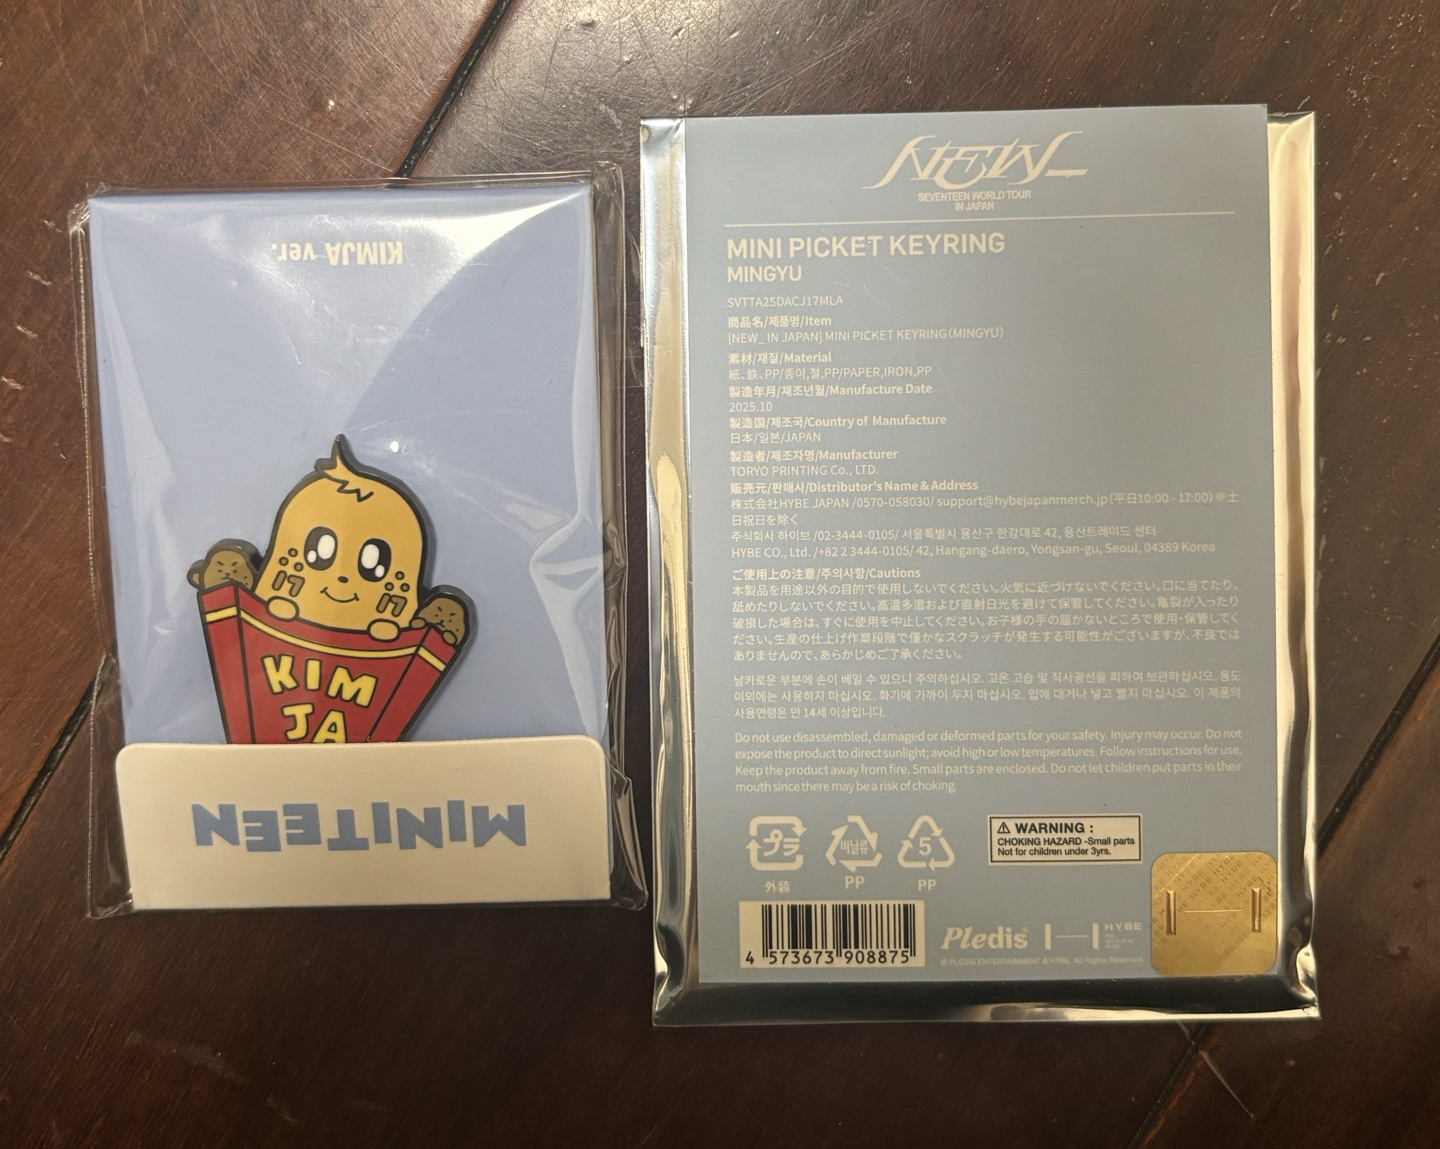 KIMJA ver.
17
17
KIM
JA
MINITEEN
NEW_
SEVENTEEN WORLD TOUR
IN JAPAN
MINI PICKET KEYRING
MINGYU
SVTTA25DACJ17MLA
商品名/제품명/Item
[NEW_ IN JAPAN] MINI PICKET KEYRING(MINGYU)
素材/재질/Material
紙、鉄、PP/종이,철,PP/PAPER,IRON,PP
製造年月/제조년월/Manufacture Date
2025.10
製造国/제조국/Country of Manufacture
日本/일본/JAPAN
製造者/제조자명/Manufacturer
TORYO PRINTING Co., LTD.
販売元/판매사/Distributor's Name & Address
株式会社HYBE JAPAN /0570-058030/ support@hybejapanmerch.jp(平日10:00 - 17:00)※土
日祝日を除く
주식회사 하이브 /02-3444-0105/ 서울특별시 용산구 한강대로 42, 용산트레이드 센터
HYBE CO., Ltd. /+82 2 3444-0105/ 42, Hangang-daero, Yongsan-gu, Seoul, 04389 Korea
ご使用上の注意/주의사항/Cautions
本製品を用途以外の目的で使用しないでください。火気に近づけないでください。口に当てたり、
舐めたりしないでください。高温多湿および直射日光を避けて保管してください。亀裂が入ったり
破損した場合は、すぐに使用を中止してください。お子様の手の届かないところで使用・保管してく
ださい。生産の仕上げ作業段階で僅かなスクラッチが発生する可能性がございますが、不良では
ありませんので、あらかじめご了承ください。
날카로운 부분에 손이 베일 수 있으니 주의하십시오. 고온 고습 및 직사광선을 피하여 보관하십시오. 용도
이외에는 사용하지 마십시오. 화기에 가까이 두지 마십시오. 입에 대거나 넣고 빨지 마십시오. 이 제품의
사용연령은 만 14세 이상입니다.
Do not use disassembled, damaged or deformed parts for your safety. Injury may occur. Do not
expose the product to direct sunlight; avoid high or low temperatures. Follow instructions for use.
Keep the product away from fire. Small parts are enclosed. Do not let children put parts in their
mouth since there may be a risk of choking.
プラ
外装
비닐류
PP
5
PP
WARNING :
CHOKING HAZARD -Small parts
Not for children under 3yrs.
4 573673 908875
Pledis
HYBE
© PLEDIS ENTERTAINMENT & HYBE. All Rights Reserved.